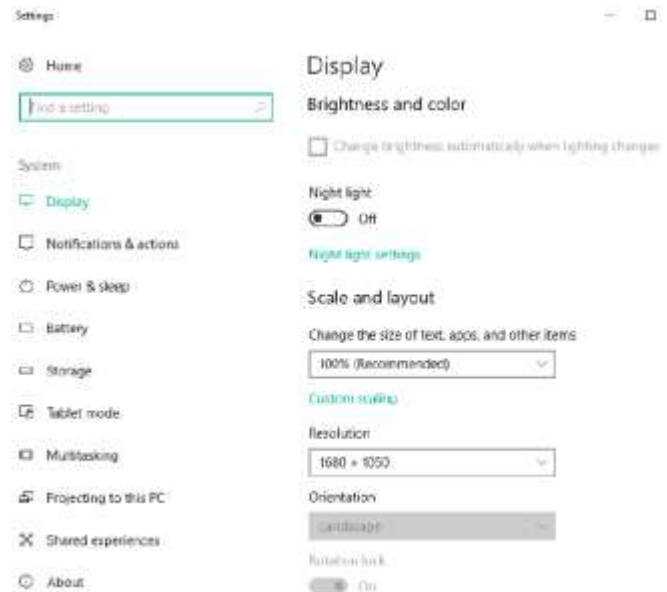 Settings
Home
Find a setting
System
Display
Notifications & actions
Power & sleep
Battery
Storage
Tablet mode
Multitasking
Projecting to this PC
Shared experiences
About
Display
Brightness and color
Change brightness automatically when lighting changes
Night light
Off
Night light settings
Scale and layout
Change the size of text, apps, and other items
100% (Recommended)
Custom scaling
Resolution
1680 × 1050
Orientation
Landscape
Rotation lock
On